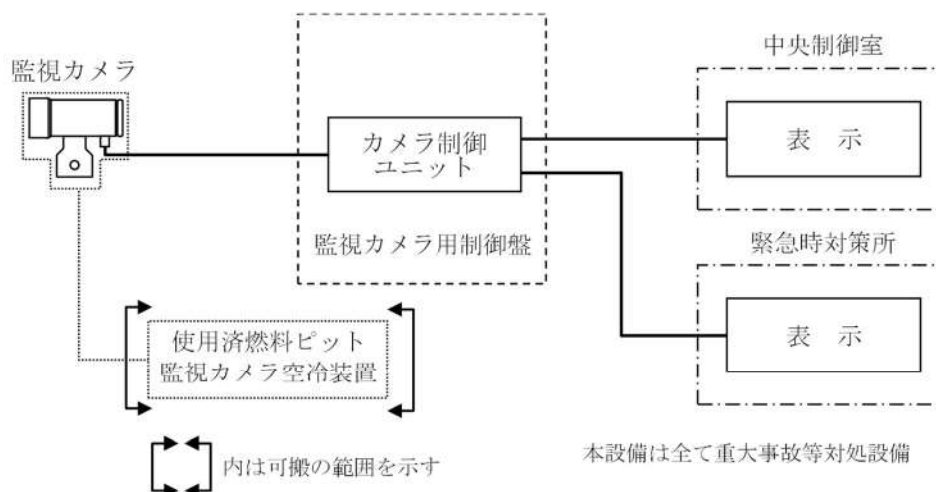 監視カメラ
カメラ制御
ユニット
監視カメラ用制御盤
中央制御室
表 示
緊急時対策所
表 示
使用済燃料ピット
監視カメラ空冷装置
内は可搬の範囲を示す
本設備は全て重大事故等対処設備